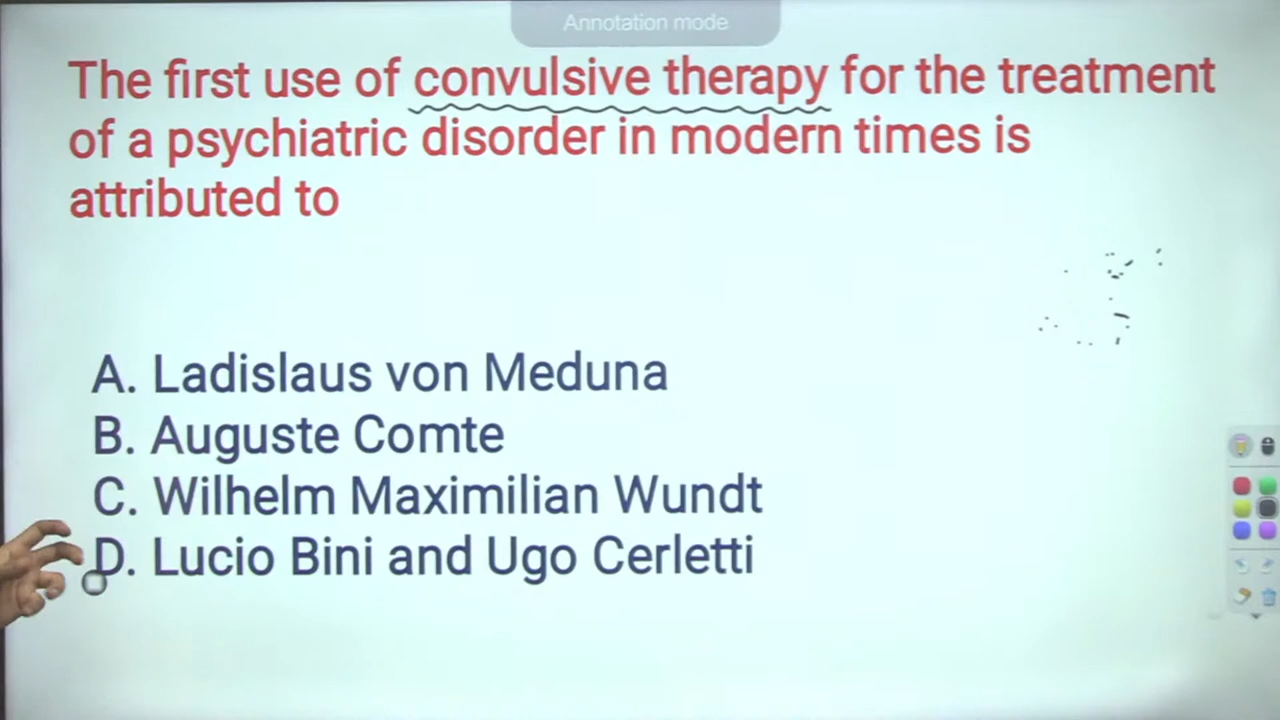 Annotation mode
The first use of convulsive therapy for the treatment
of a psychiatric disorder in modern times is
attributed to
A. Ladislaus von Meduna
B. Auguste Comte
C. Wilhelm Maximilian Wundt
D. Lucio Bini and Ugo Cerletti